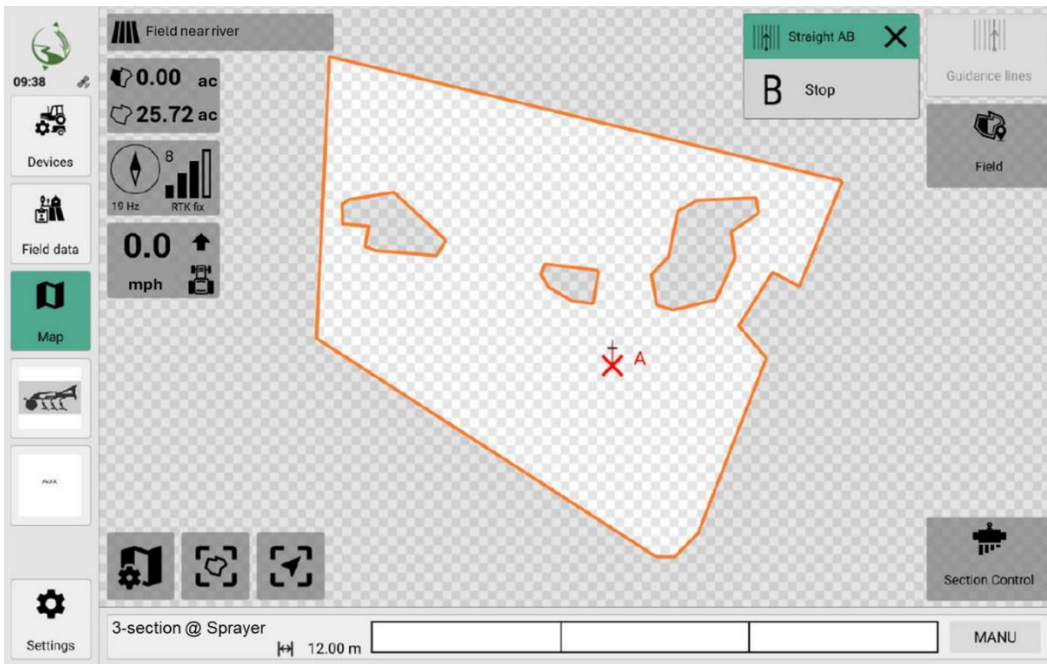 09:38
Devices
Field data
Map
AUX
Settings
Field near river
0.00 ac
25.72 ac
8
19 Hz RTK fix
0.0
mph
Straight AB
B Stop
Guidance lines
Field
A
Section Control
3-section @ Sprayer
12.00 m
MANU